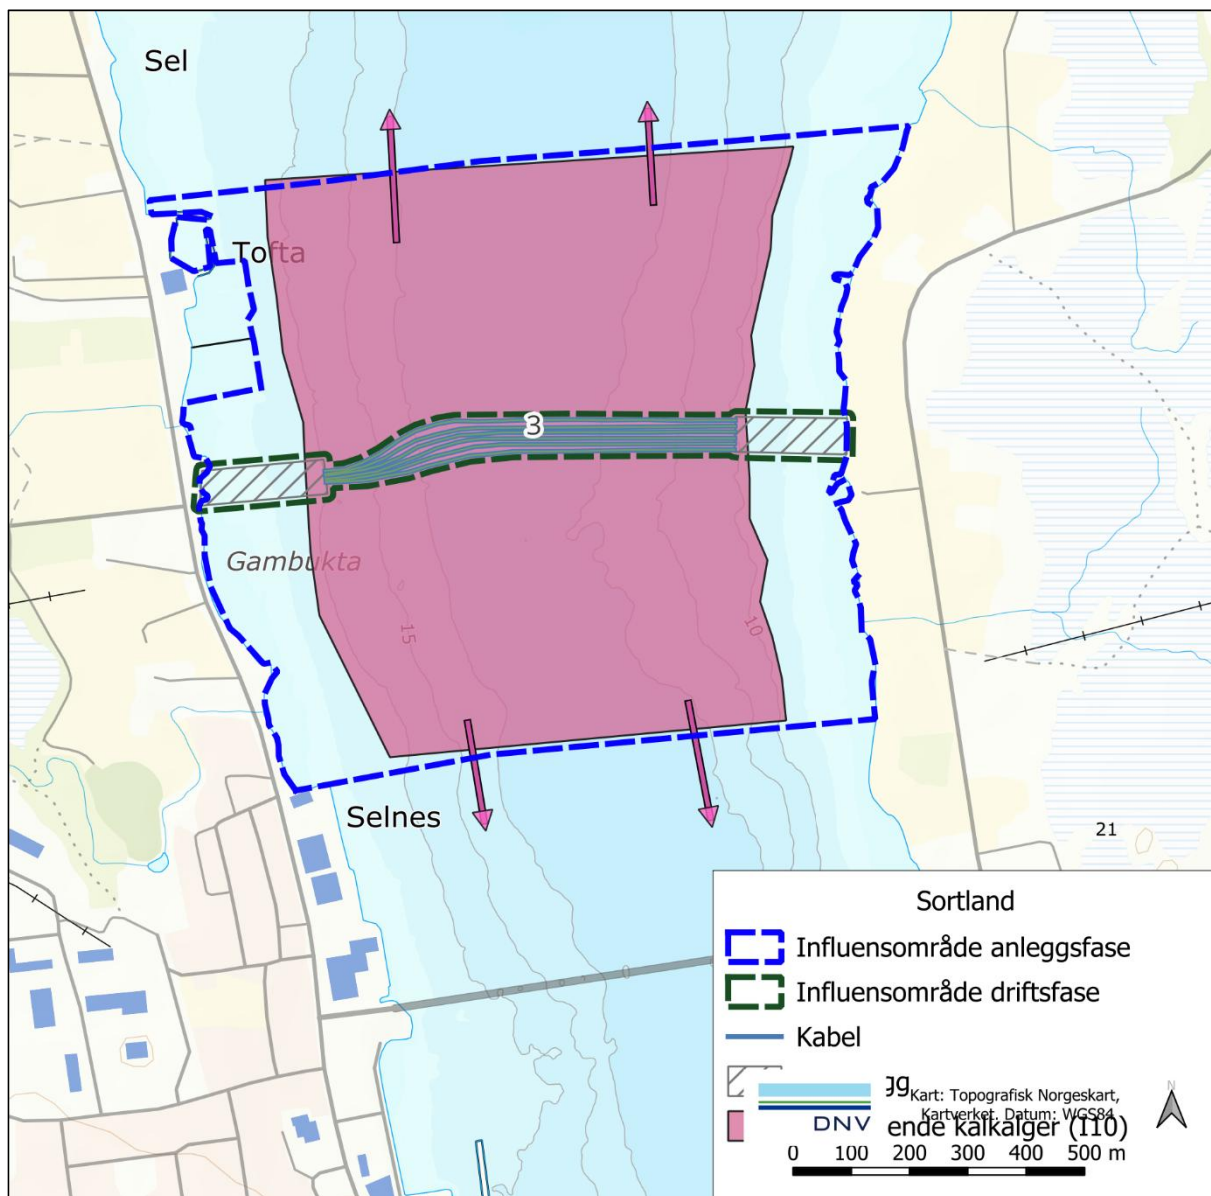 Sel
Tofta
3
Gambukta
15
10
Selnes
21
Sortland
Influensområde anleggsfase
Influensområde driftsfase
Kabel
gg
Kart: Topografisk Norgeskart,
Kartverket. Datum: WGS84
DNV
ende kalkalger (I10)
N
0 100 200 300 400 500 m